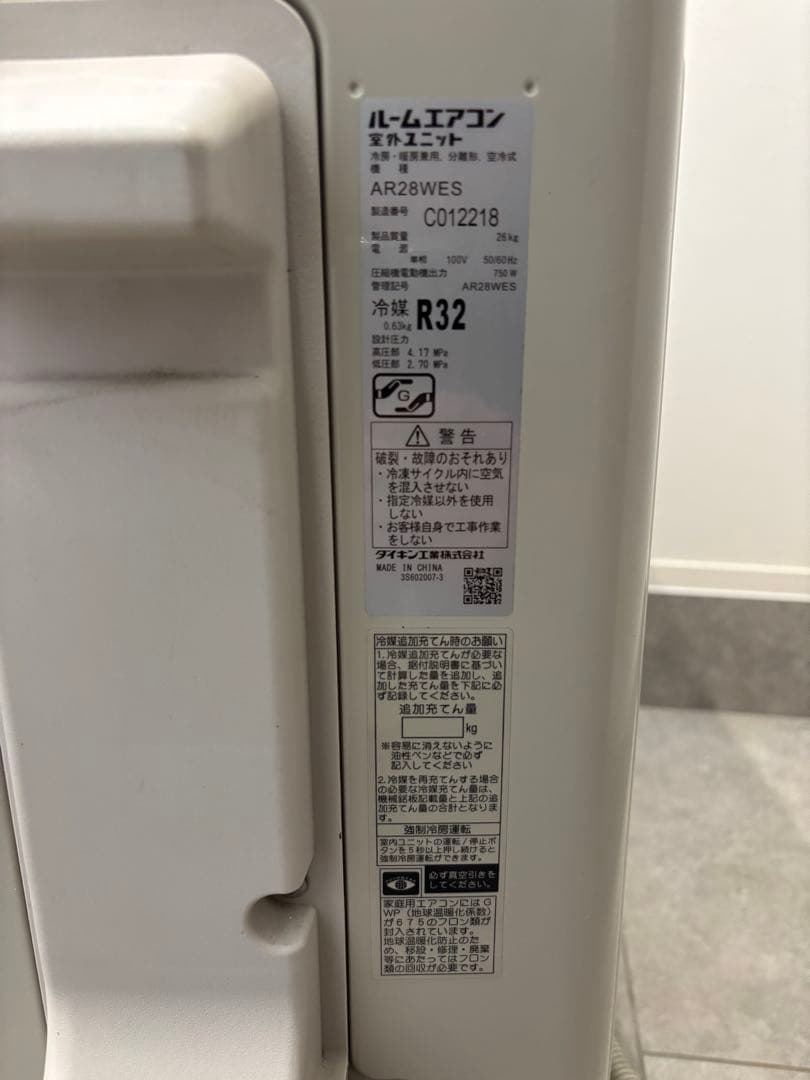 ルームエアコン
室外ユニット
冷房・暖房兼用、分離形、空冷式
機 種
AR28WES
製造番号 C012218
製品質量 26kg
電 源
単相 100V 50/60Hz
圧縮機電動機出力 750W
管理記号 AR28WES
冷媒 R32
0.63kg
設計圧力
高圧部 4.17 MPa
低圧部 2.70 MPa
G
警告
破裂・故障のおそれあり
・冷凍サイクル内に空気
を混入させない
・指定冷媒以外を使用
しない
・お客様自身で工事作業
をしない
ダイキン工業株式会社
MADE IN CHINA
3S602007-3
冷媒追加充てん時のお願い
1.冷媒追加充てんが必要な
場合、据付説明書に基づい
て計算した量を追加し、追
加した充てん量を下記に必
ず記録してください。
追加充てん量
kg
※容易に消えないように
油性ペンなどで必ず
記入してください
2.冷媒を再充てんする場合
の必要な冷媒充てん量は、
機械銘板記載量と上記の追
加充てん量の合計となりま
す。
強制冷房運転
室内ユニットの運転/停止ボ
タンを5秒以上押し続けると
強制冷房運転ができます。
必ず真空引きを
してください。
家庭用エアコンにはG
WP(地球温暖化係数)
が675のフロン類が
封入されています。
地球温暖化防止のた
め、移設・修理・廃棄
等にあたってはフロン
類の回収が必要です。